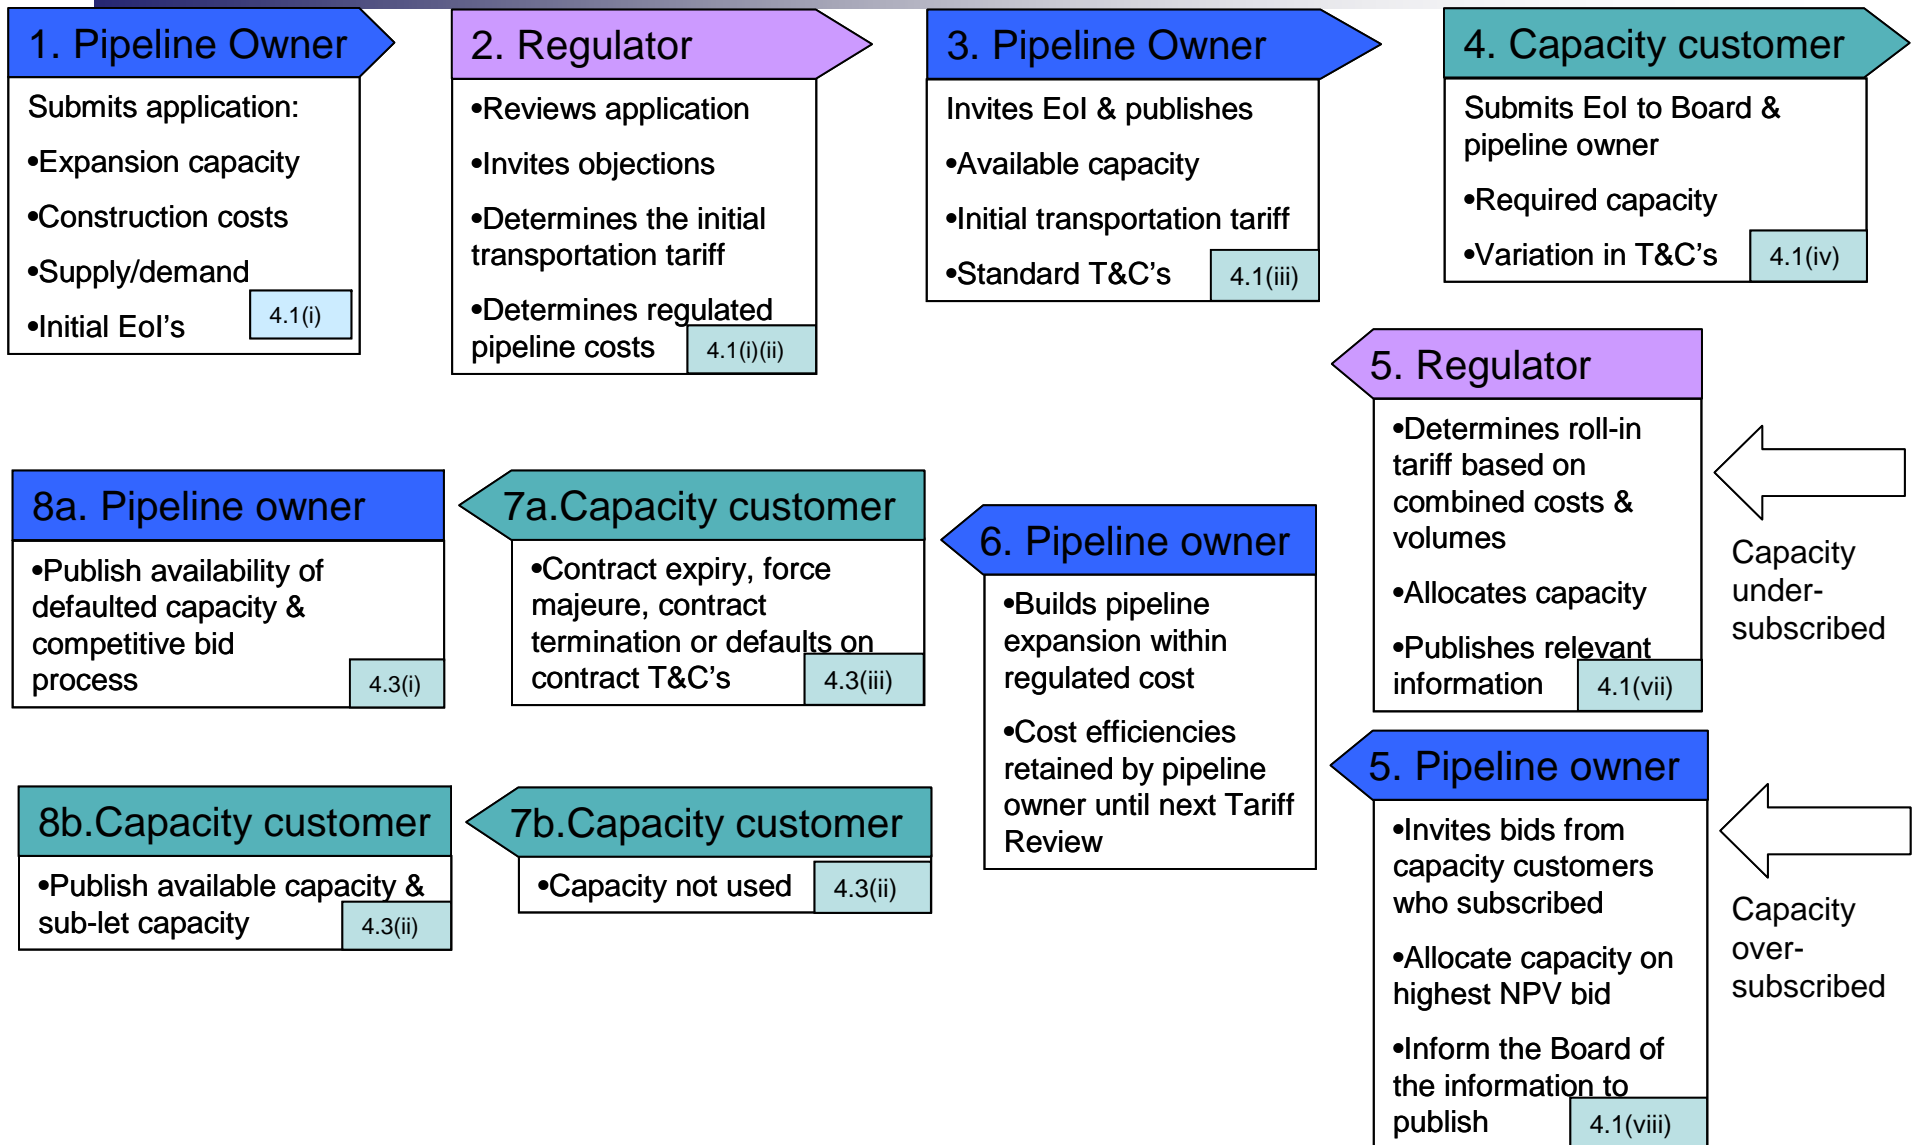 1. Pipeline Owner
Submits application:
•Expansion capacity
•Construction costs
•Supply/demand
•Initial EoI's
4.1(i)
2. Regulator
•Reviews application
•Invites objections
•Determines the initial
transportation tariff
•Determines regulated
pipeline costs
4.1(i)(ii)
3. Pipeline Owner
Invites EoI & publishes
•Available capacity
•Initial transportation tariff
•Standard T&C's
4.1(iii)
4. Capacity customer
Submits EoI to Board &
pipeline owner
•Required capacity
•Variation in T&C's
4.1(iv)
5. Regulator
•Determines roll-in
tariff based on
combined costs &
volumes
•Allocates capacity
•Publishes relevant
information
4.1(vii)
Capacity
under-
subscribed
5. Pipeline owner
•Invites bids from
capacity customers
who subscribed
•Allocate capacity on
highest NPV bid
•Inform the Board of
the information to
publish
4.1(viii)
Capacity
over-
subscribed
6. Pipeline owner
•Builds pipeline
expansion within
regulated cost
•Cost efficiencies
retained by pipeline
owner until next Tariff
Review
7a.Capacity customer
•Contract expiry, force
majeure, contract
termination or defaults on
contract T&C's
4.3(iii)
8a. Pipeline owner
•Publish availability of
defaulted capacity &
competitive bid
process
4.3(i)
7b.Capacity customer
•Capacity not used
4.3(ii)
8b.Capacity customer
•Publish available capacity &
sub-let capacity
4.3(ii)